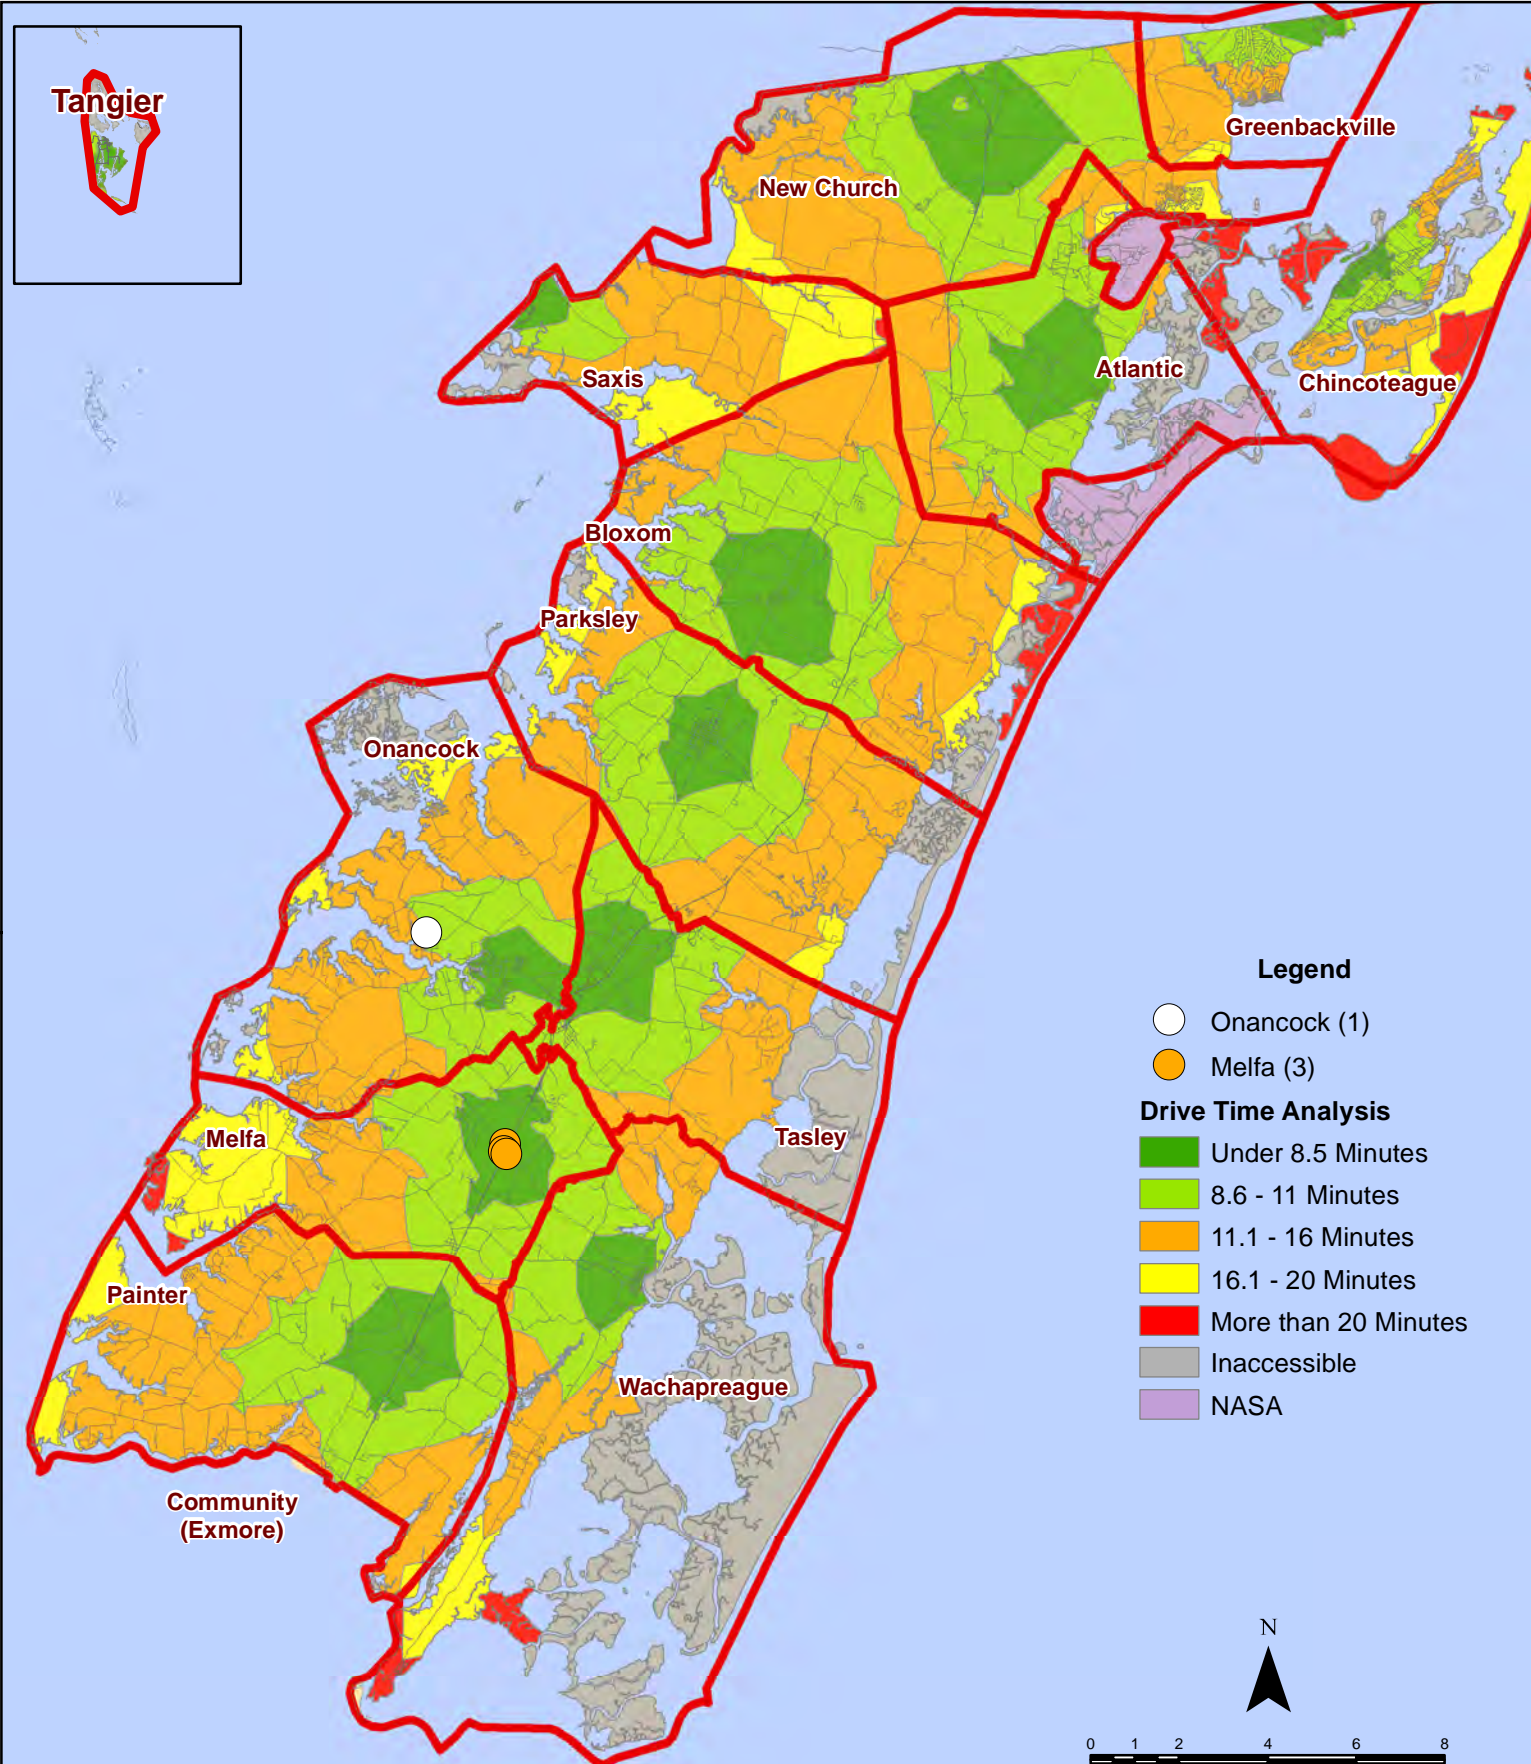 Tangier
Greenbackville
New Church
Atlantic
Saxis
Chincoteague
Bloxom
Parksley
Onancock
Legend
Onancock (1)
Melfa (3)
Drive Time Analysis
Under 8.5 Minutes
8.6 - 11 Minutes
11.1 - 16 Minutes
16.1 - 20 Minutes
More than 20 Minutes
Inaccessible
NASA
Melfa
Tasley
Painter
Wachapreague
Community
(Exmore)
N
0 1 2 4 6 8